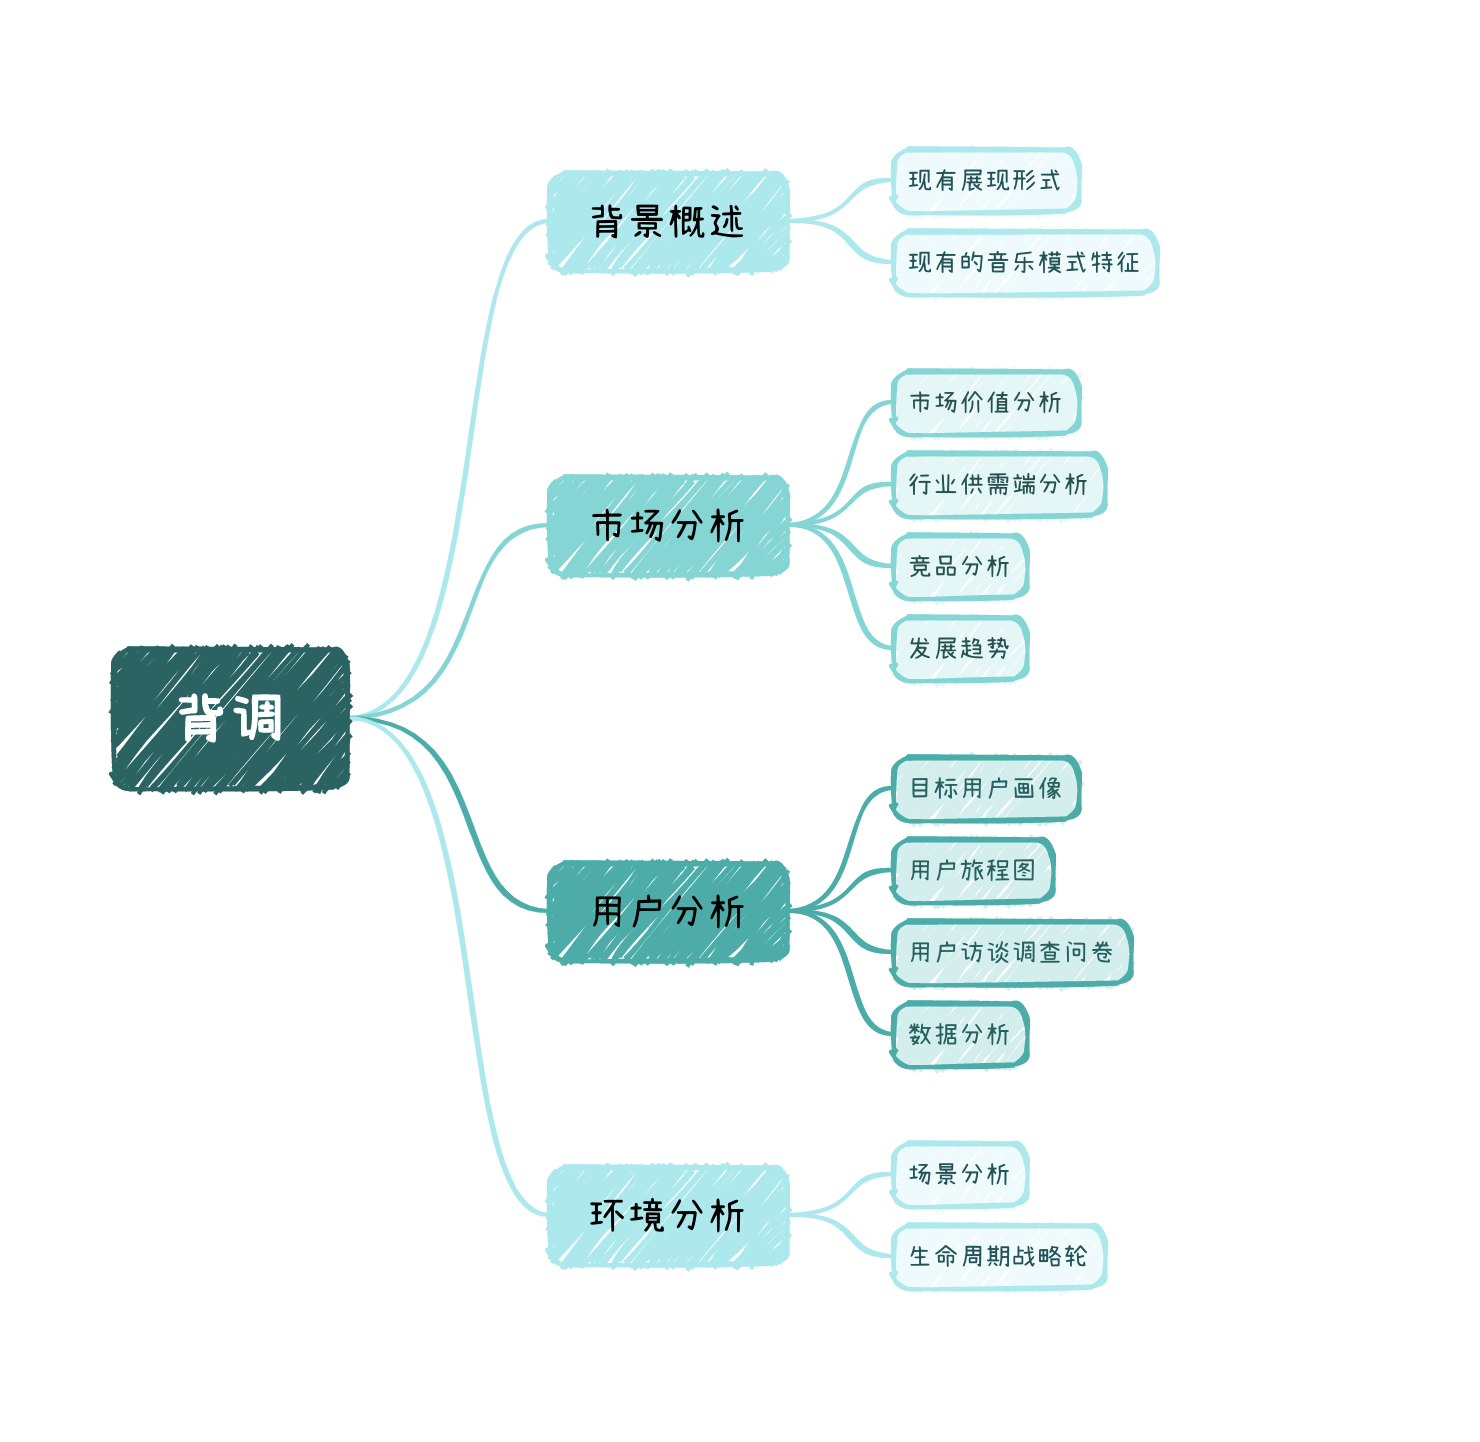 背调
背景概述
现有展现形式
现有的音乐模式特征
市场分析
市场价值分析
行业供需端分析
竞品分析
发展趋势
用户分析
目标用户画像
用户旅程图
用户访谈调查问卷
数据分析
环境分析
场景分析
生命周期战略轮